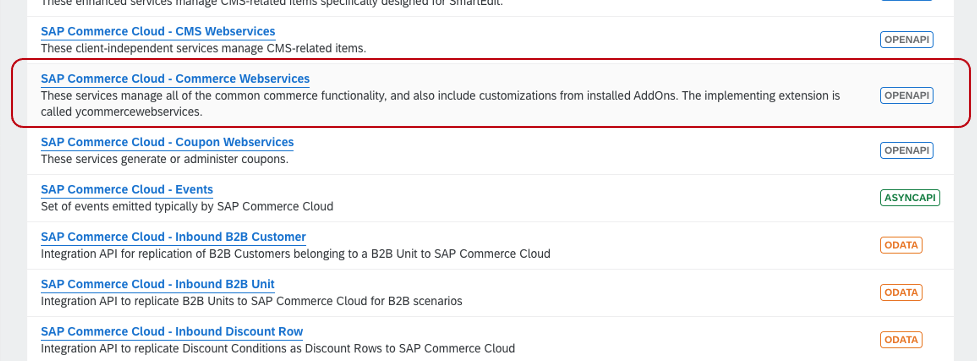 These enhanced services manage CMS-related items specifically designed for SmartEdit.
SAP Commerce Cloud - CMS Webservices
These client-independent services manage CMS-related items.
OPENAPI
SAP Commerce Cloud - Commerce Webservices
These services manage all of the common commerce functionality, and also include customizations from installed AddOns. The implementing extension is
called ycommercewebservices.
OPENAPI
SAP Commerce Cloud - Coupon Webservices
These services generate or administer coupons.
OPENAPI
SAP Commerce Cloud - Events
Set of events emitted typically by SAP Commerce Cloud
ASYNCAPI
SAP Commerce Cloud - Inbound B2B Customer
Integration API for replication of B2B Customers belonging to a B2B Unit to SAP Commerce Cloud
ODATA
SAP Commerce Cloud - Inbound B2B Unit
Integration API to replicate B2B Units to SAP Commerce Cloud for B2B scenarios
ODATA
SAP Commerce Cloud - Inbound Discount Row
Integration API to replicate Discount Conditions as Discount Rows to SAP Commerce Cloud
ODATA